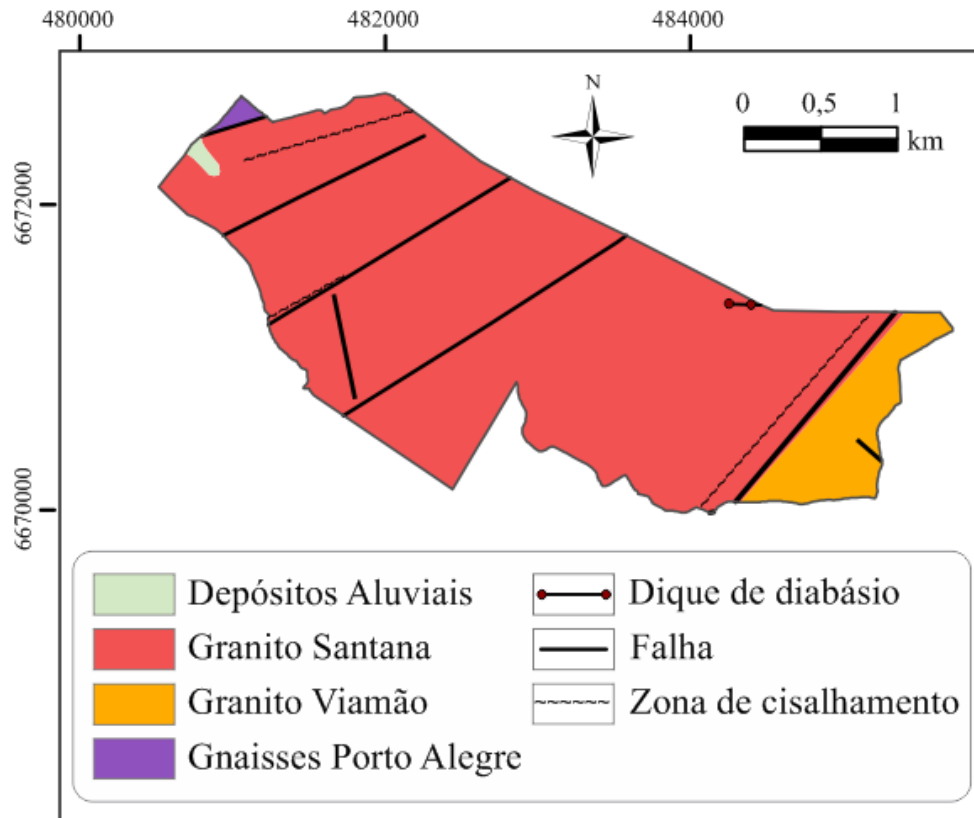 480000 482000 484000
N
0 0,5 1
km
6672000
6670000
Depósitos Aluviais
Granito Santana
Granito Viamão
Gnaisses Porto Alegre
Dique de diabásio
Falha
Zona de cisalhamento